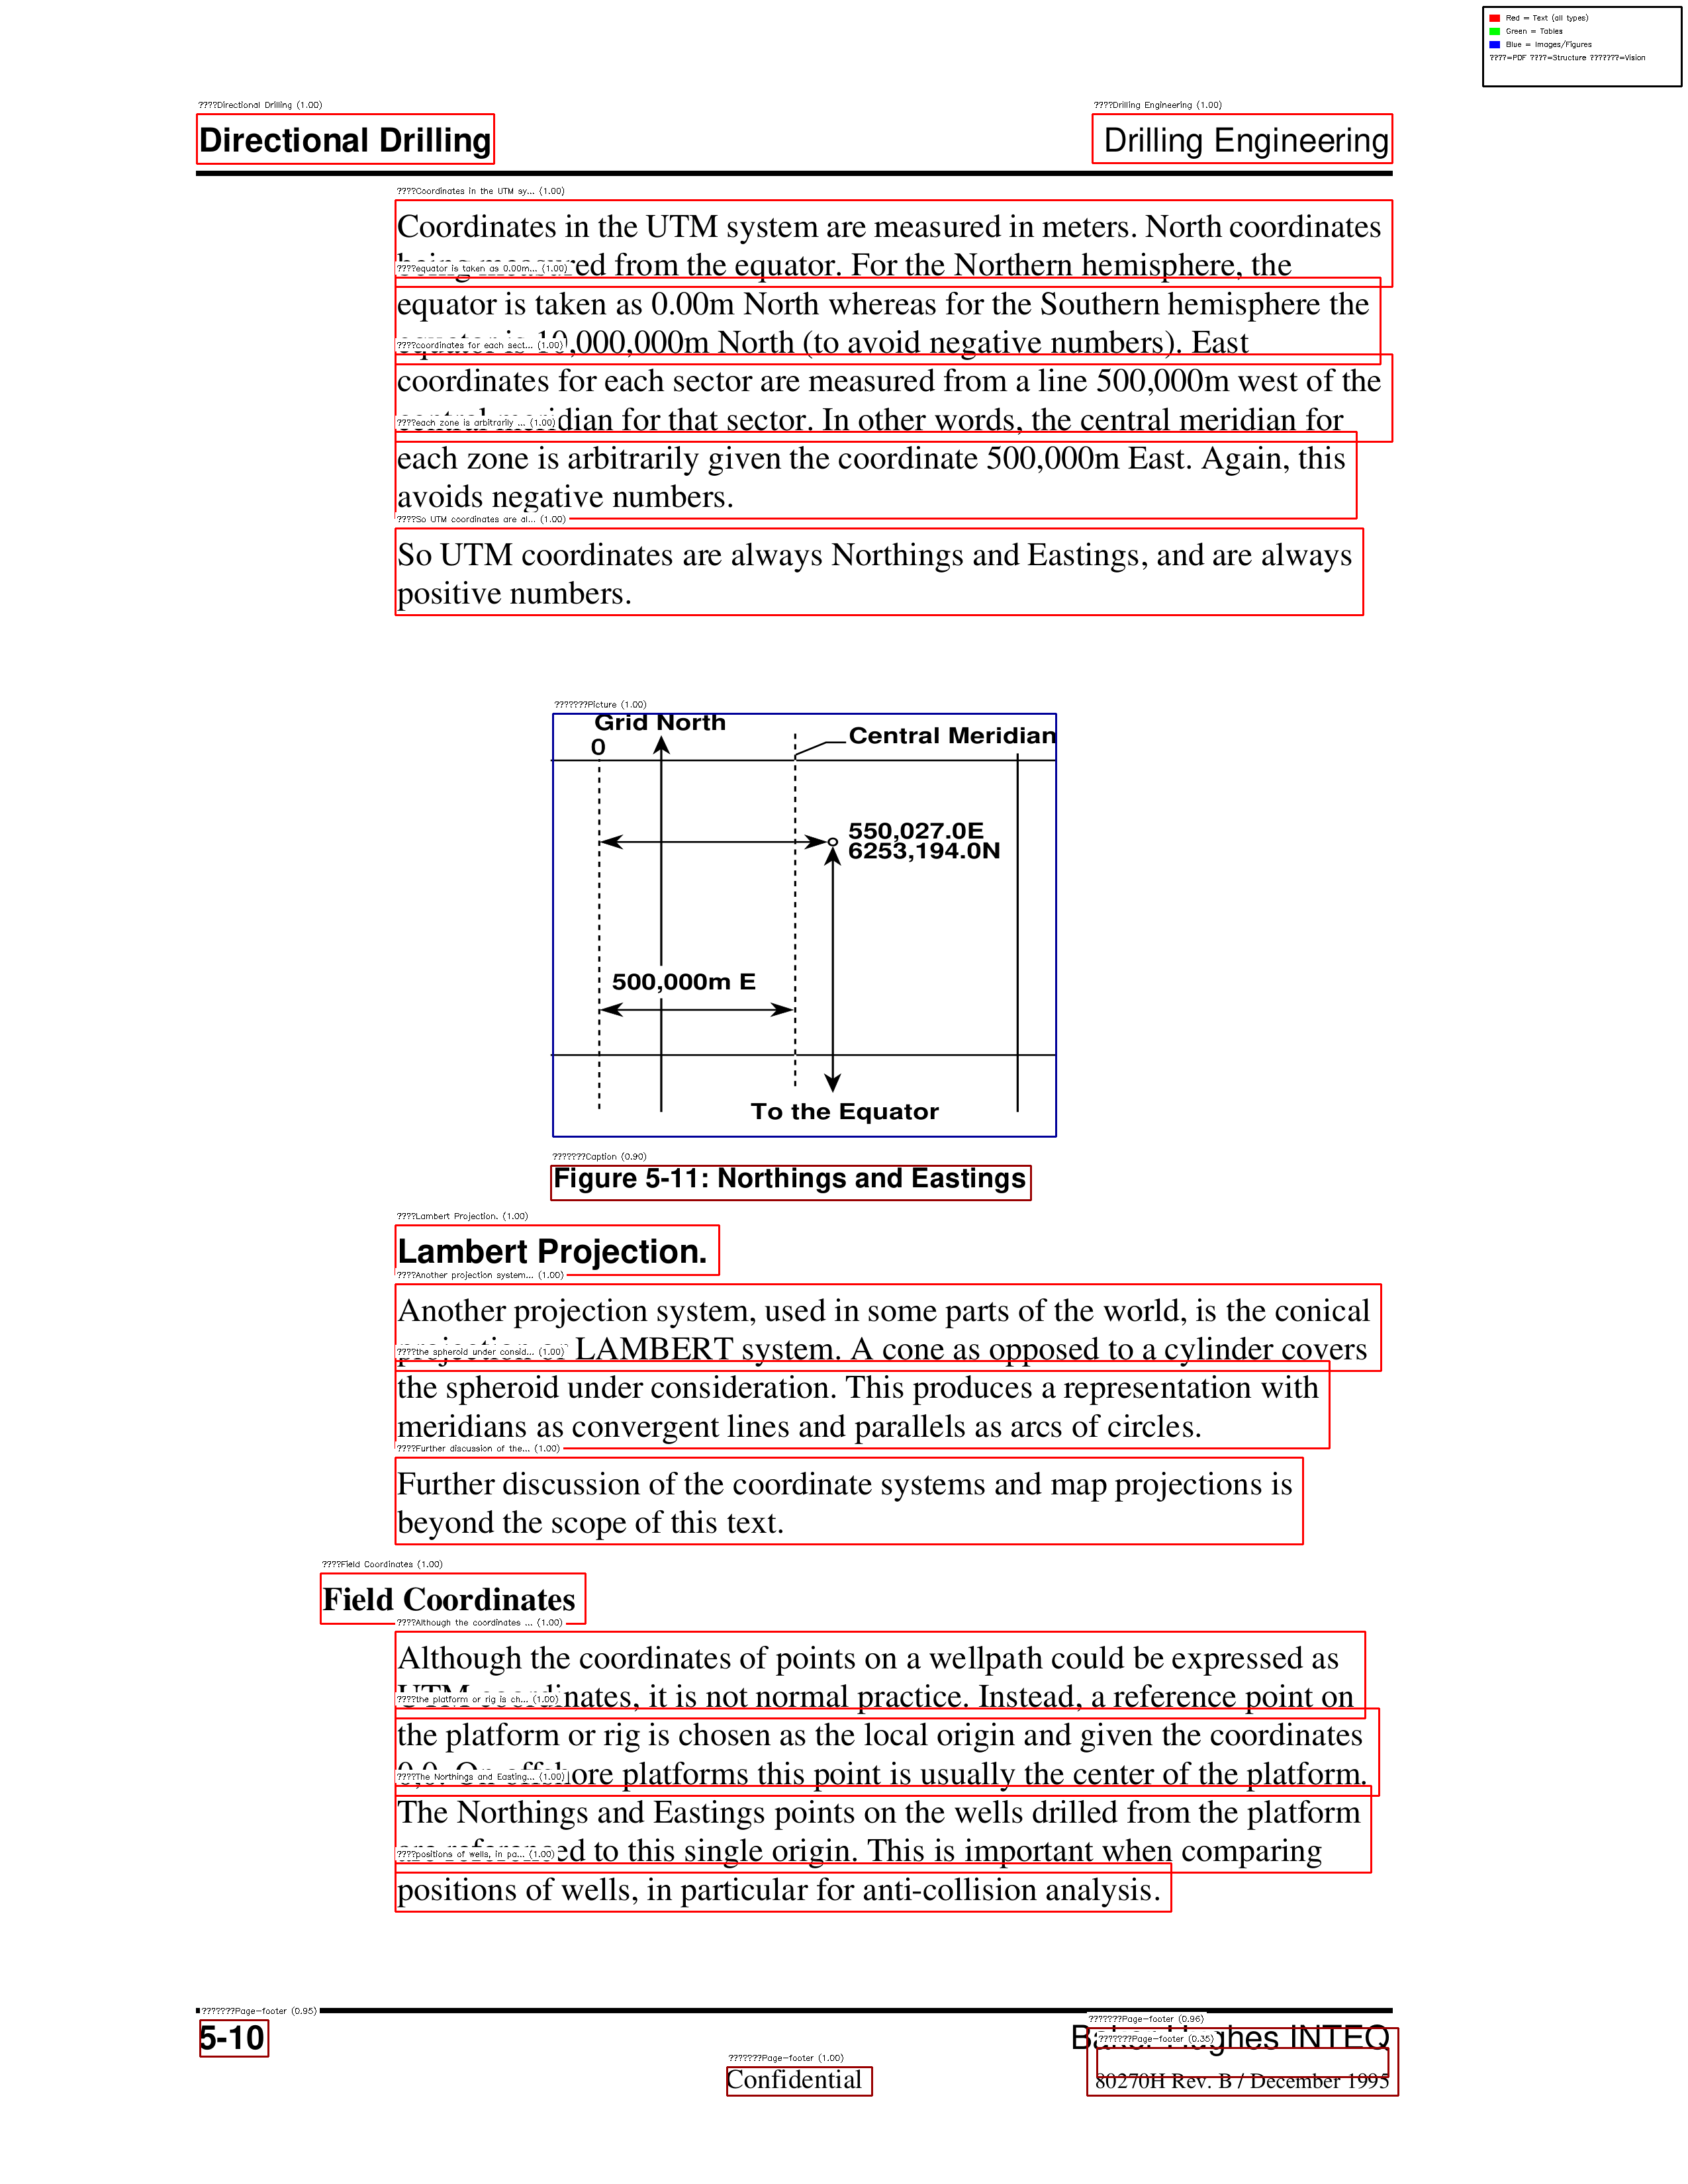 Red = Text (all types)
Green = Tables
Blue = Images/Figures
????=PDF ????=Structure ???????=Vision
????Directional Drilling (1.00)
????Drilling Engineering (1.00)
Directional Drilling
Drilling Engineering
????Coordinates in the UTM sy... (1.00)
Coordinates in the UTM system are measured in meters. North coordinates
being measured from the equator. For the Northern hemisphere, the
????equator is taken as 0.00m... (1.00)
equator is taken as 0.00m North whereas for the Southern hemisphere the
equator is 10,000,000m North (to avoid negative numbers). East
????coordinates for each sect... (1.00)
coordinates for each sector are measured from a line 500,000m west of the
central meridian for that sector. In other words, the central meridian for
????each zone is arbitrarily ... (1.00)
each zone is arbitrarily given the coordinate 500,000m East. Again, this
avoids negative numbers.
????So UTM coordinates are al... (1.00)
So UTM coordinates are always Northings and Eastings, and are always
positive numbers.
???????Picture (1.00)
Grid North
Central Meridian
0
550,027.0E
6253,194.0N
500,000m E
To the Equator
???????Caption (0.90)
Figure 5-11: Northings and Eastings
????Lambert Projection. (1.00)
Lambert Projection.
????Another projection system... (1.00)
Another projection system, used in some parts of the world, is the conical
projection or LAMBERT system. A cone as opposed to a cylinder covers
????the spheroid under consid... (1.00)
the spheroid under consideration. This produces a representation with
meridians as convergent lines and parallels as arcs of circles.
????Further discussion of the... (1.00)
Further discussion of the coordinate systems and map projections is
beyond the scope of this text.
????Field Coordinates (1.00)
Field Coordinates
????Although the coordinates ... (1.00)
Although the coordinates of points on a wellpath could be expressed as
UTM coordinates, it is not normal practice. Instead, a reference point on
????the platform or rig is ch... (1.00)
the platform or rig is chosen as the local origin and given the coordinates
0,0. On offshore platforms this point is usually the center of the platform.
????The Northings and Easting... (1.00)
The Northings and Eastings points on the wells drilled from the platform
are referenced to this single origin. This is important when comparing
????positions of wells, in pa... (1.00)
positions of wells, in particular for anti-collision analysis.
???????Page-footer (0.95)
???????Page-footer (0.96)
5-10
Baker Hughes INTEQ
???????Page-footer (0.35)
???????Page-footer (1.00)
Confidential
80270H Rev. B / December 1995